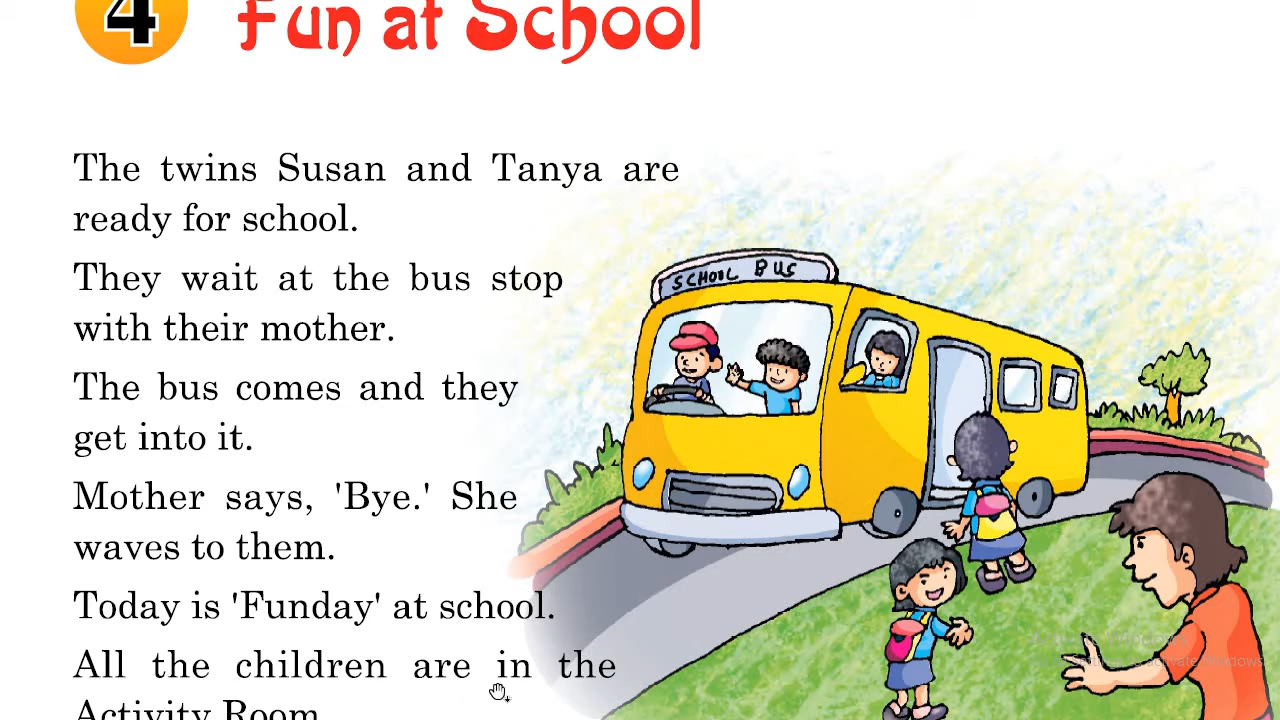 4 Fun at School
The twins Susan and Tanya are
ready for school.
They wait at the bus stop
with their mother.
The bus comes and they
get into it.
Mother says, 'Bye.' She
waves to them.
Today is 'Funday' at school.
All the children are in the
Activity Room
SCHOOL BUS